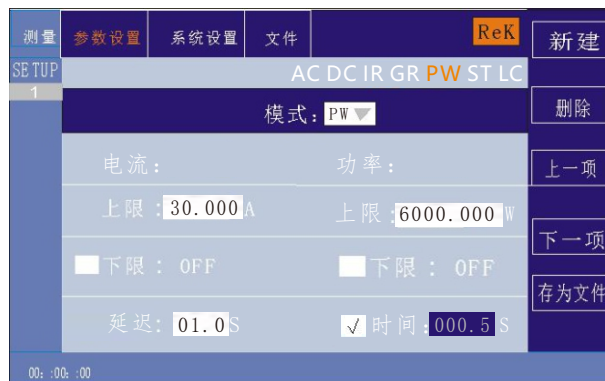 测量 参数设置 系统设置 文件 ReK 新建
SETUP AC DC IR GR PW ST LC
1
模式：PW 删除
电流： 功率： 上一项
上限：30.000A 上限：6000.000W
下限：OFF 下限：OFF 下一项
延迟：01.0S √时间：000.5S 存为文件
00：00：00